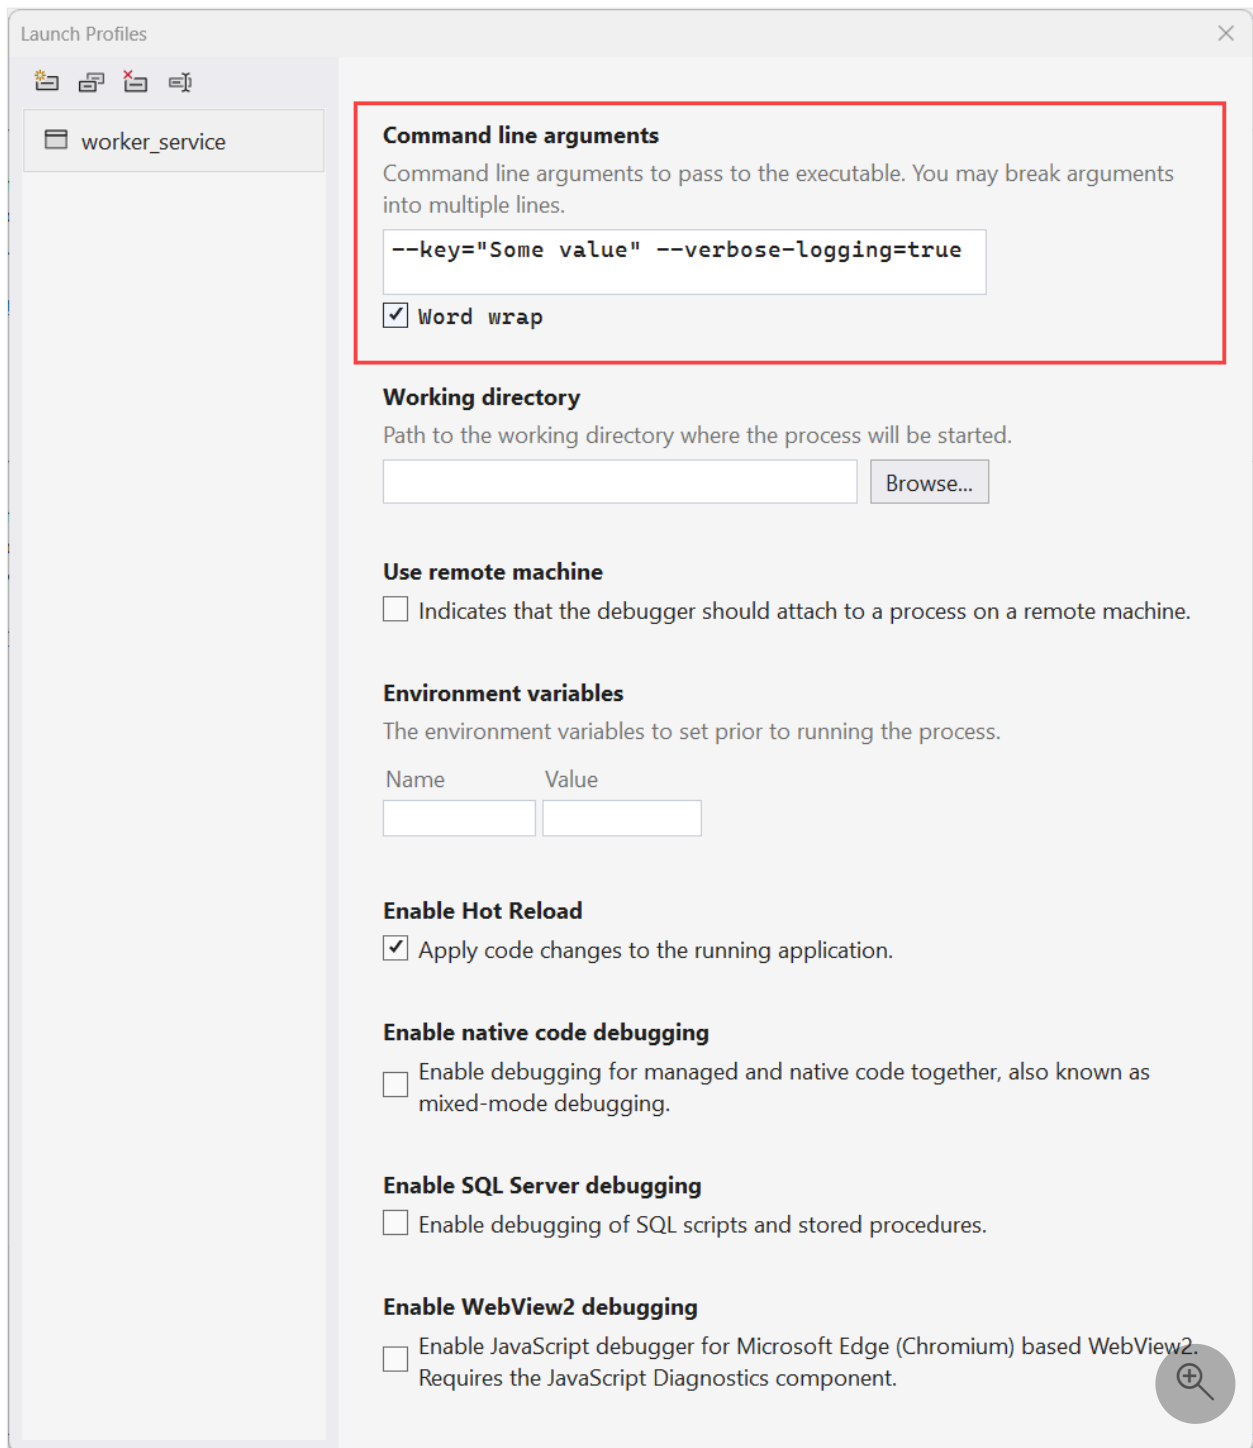 Launch Profiles
worker_service
Command line arguments
Command line arguments to pass to the executable. You may break arguments
into multiple lines.
--key="Some value" --verbose-logging=true
Word wrap
Working directory
Path to the working directory where the process will be started.
Browse...
Use remote machine
Indicates that the debugger should attach to a process on a remote machine.
Environment variables
The environment variables to set prior to running the process.
Name Value
Enable Hot Reload
Apply code changes to the running application.
Enable native code debugging
Enable debugging for managed and native code together, also known as
mixed-mode debugging.
Enable SQL Server debugging
Enable debugging of SQL scripts and stored procedures.
Enable WebView2 debugging
Enable JavaScript debugger for Microsoft Edge (Chromium) based WebView2.
Requires the JavaScript Diagnostics component.